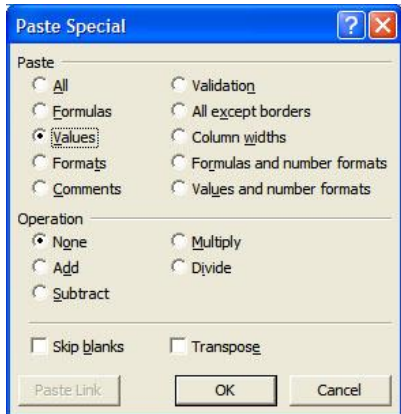 Paste Special
Paste
All
Validation
Formulas
All except borders
Values
Column widths
Formats
Formulas and number formats
Comments
Values and number formats
Operation
None
Multiply
Add
Divide
Subtract
Skip blanks
Transpose
Paste Link
OK
Cancel